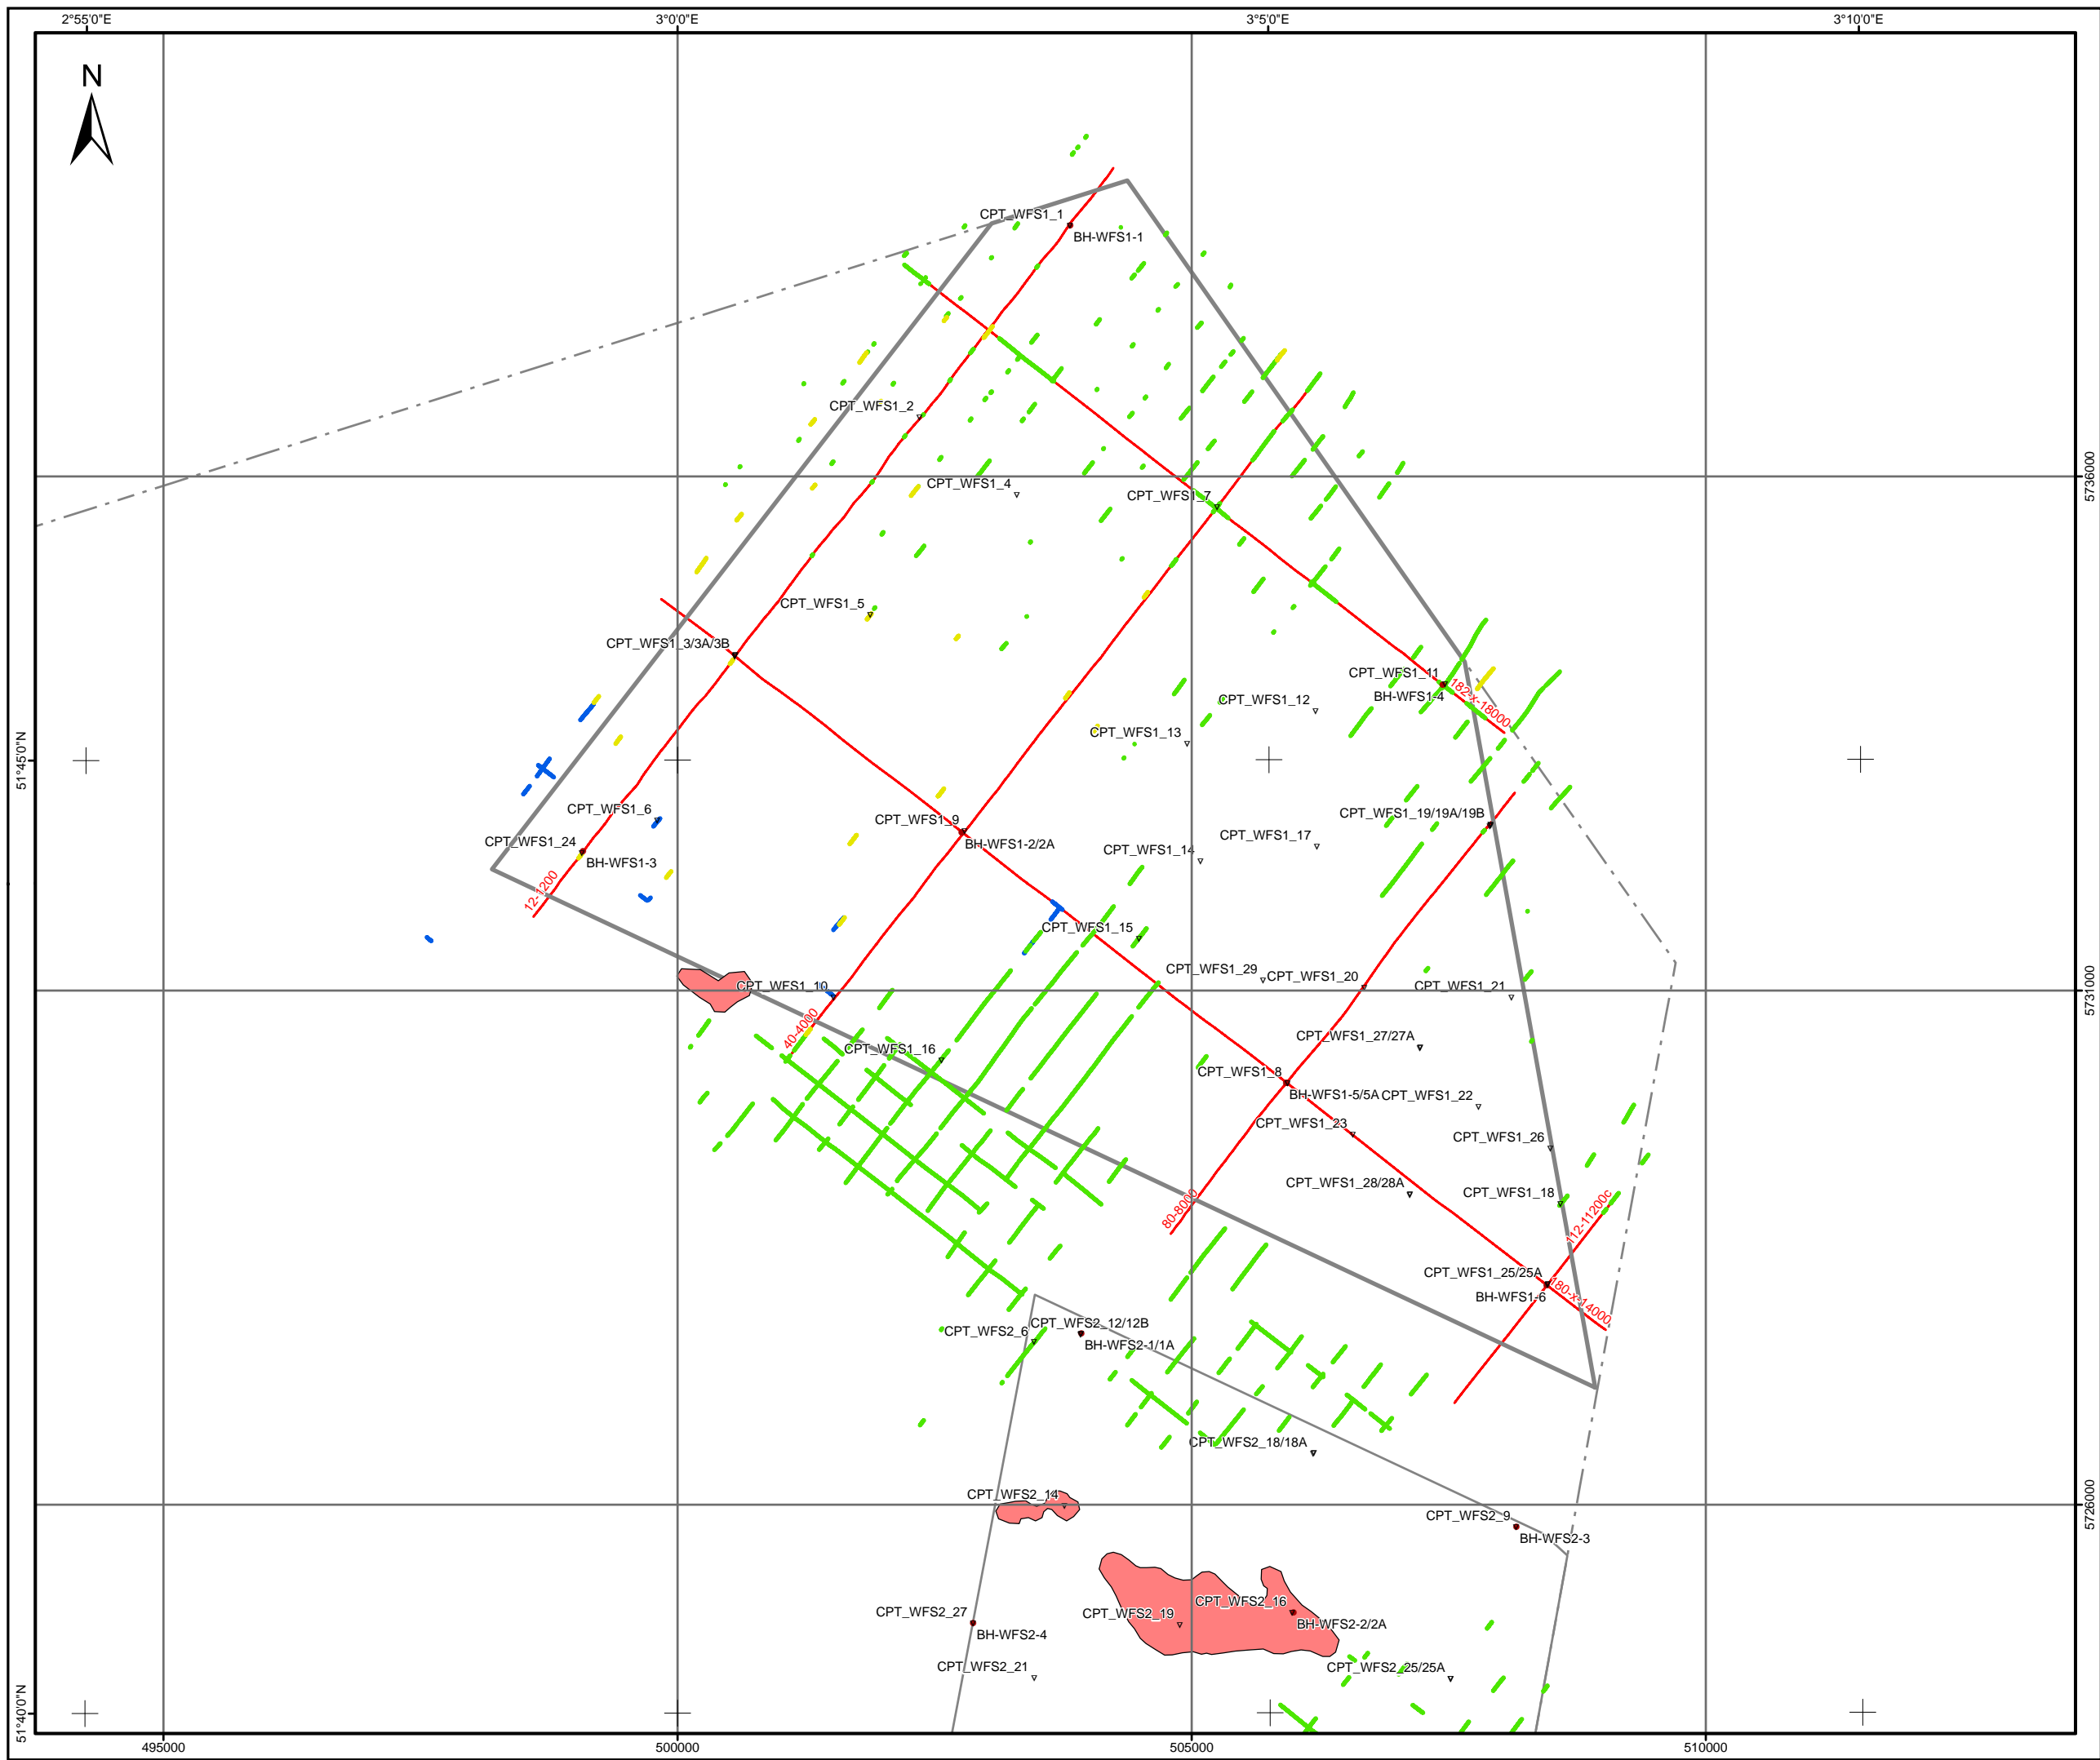 2°55'0"E
3°0'0"E
3°5'0"E
3°10'0"E
N
CPT_WFS1_1
BH-WFS1-1
CPT_WFS1_2
CPT_WFS1_4
CPT_WFS1_7
5736000
CPT_WFS1_5
CPT_WFS1_3/3A/3B
CPT_WFS1_11
BH-WFS1-4
182-x-18000
CPT_WFS1_12
CPT_WFS1_13
51°45'0"N
CPT_WFS1_6
CPT_WFS1_24
BH-WFS1-3
12-1200
CPT_WFS1_9
BH-WFS1-2/2A
CPT_WFS1_19/19A/19B
CPT_WFS1_17
CPT_WFS1_14
CPT_WFS1_15
CPT_WFS1_29
CPT_WFS1_20
CPT_WFS1_21
CPT_WFS1_10
5731000
40-4000
CPT_WFS1_16
CPT_WFS1_27/27A
CPT_WFS1_8
BH-WFS1-5/5A
CPT_WFS1_22
CPT_WFS1_23
CPT_WFS1_26
CPT_WFS1_28/28A
CPT_WFS1_18
80-8000
112-11200c
CPT_WFS1_25/25A
BH-WFS1-6
180-x-14000
CPT_WFS2_12/12B
CPT_WFS2_6
BH-WFS2-1/1A
CPT_WFS2_18/18A
CPT_WFS2_14
5726000
CPT_WFS2_9
BH-WFS2-3
CPT_WFS2_27
BH-WFS2-4
CPT_WFS2_19
CPT_WFS2_16
BH-WFS2-2/2A
CPT_WFS2_21
CPT_WFS2_25/25A
51°40'0"N
495000
500000
505000
510000